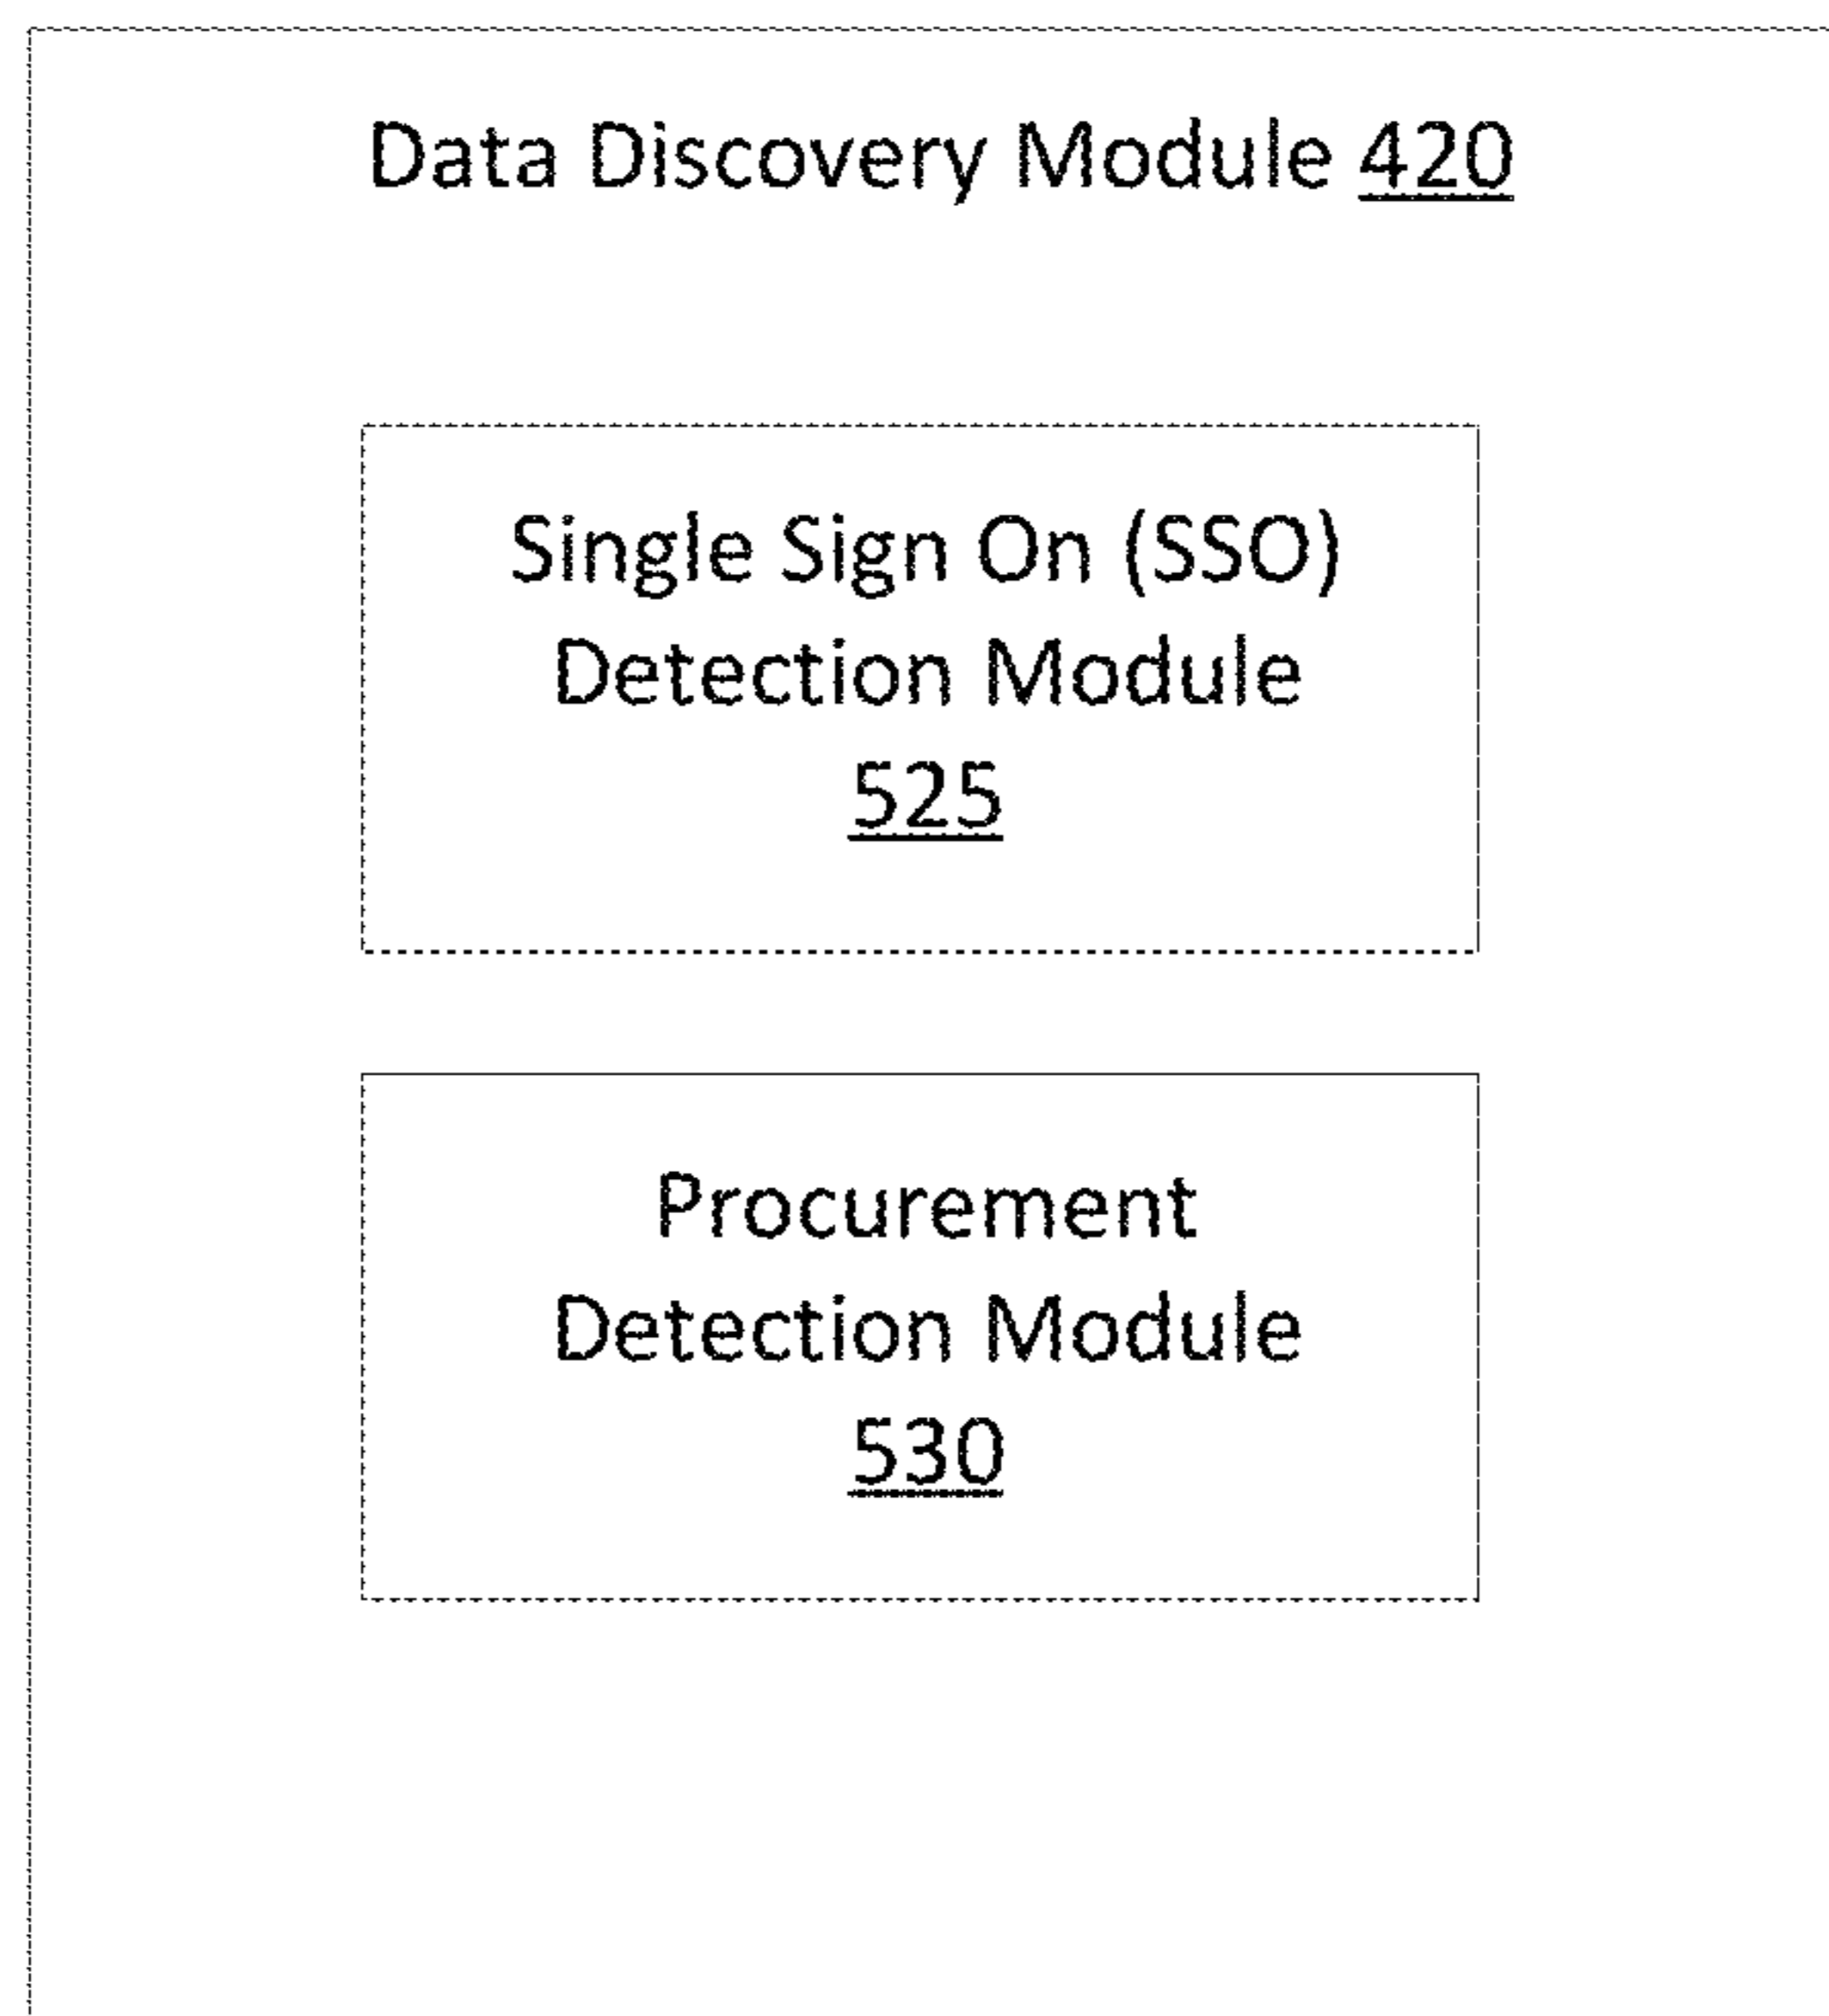 Data Discovery Module 420
Single Sign On (SSO)
Detection Module
525
Procurement
Detection Module
530